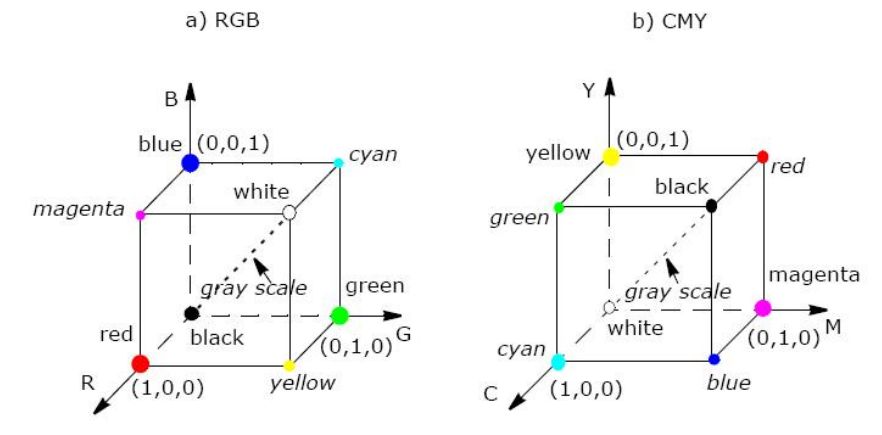 a) RGB
B
blue
(0,0,1)
cyan
white
magenta
gray scale
green
red
black
G
(0,1,0)
R
(1,0,0)
yellow
b) CMY
Y
yellow
(0,0,1)
red
black
green
magenta
gray scale
white
M
(0,1,0)
cyan
C
(1,0,0)
blue